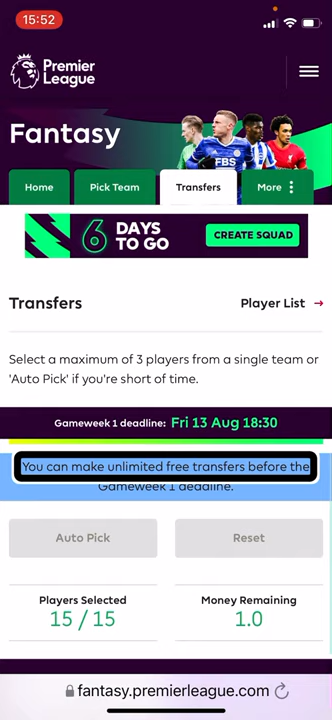 15:52
Premier
League
Fantasy
FBS
Home
Pick Team
Transfers
More
6 DAYS
TO GO
CREATE SQUAD
Transfers
Player List →
Select a maximum of 3 players from a single team or
'Auto Pick' if you're short of time.
Gameweek 1 deadline: Fri 13 Aug 18:30
You can make unlimited free transfers before the
Gameweek 1 deadline.
Auto Pick
Reset
Players Selected
15 / 15
Money Remaining
1.0
fantasy.premierleague.com